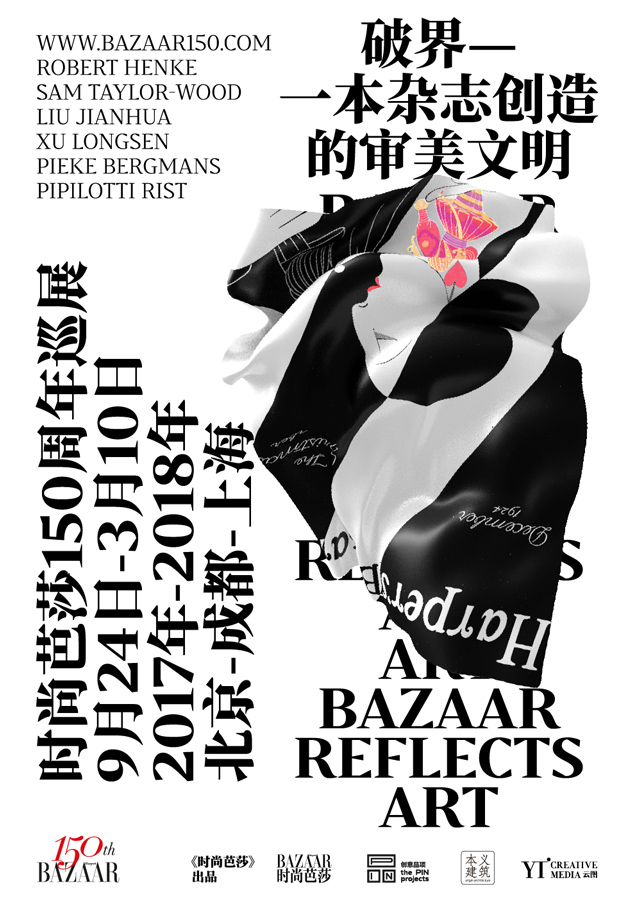 WWW.BAZAAR150.COM
ROBERT HENKE
SAM TAYLOR-WOOD
LIU JIANHUA
XU LONGSEN
PIEKE BERGMANS
PIPILOTTI RIST
破界—
一本杂志创造
的审美文明
时尚芭莎150周年巡展
9月24日-3月10日
2017年-2018年
北京-成都-上海
The
December
1924
Harpers
ART
BAZAAR
REFLECTS
ART
150th
BAZAAR
《时尚芭莎》
出品
BAZAAR
时尚芭莎
PIN
创意品项
the PIN
projects
本义
建筑
YT CREATIVE
MEDIA 云图